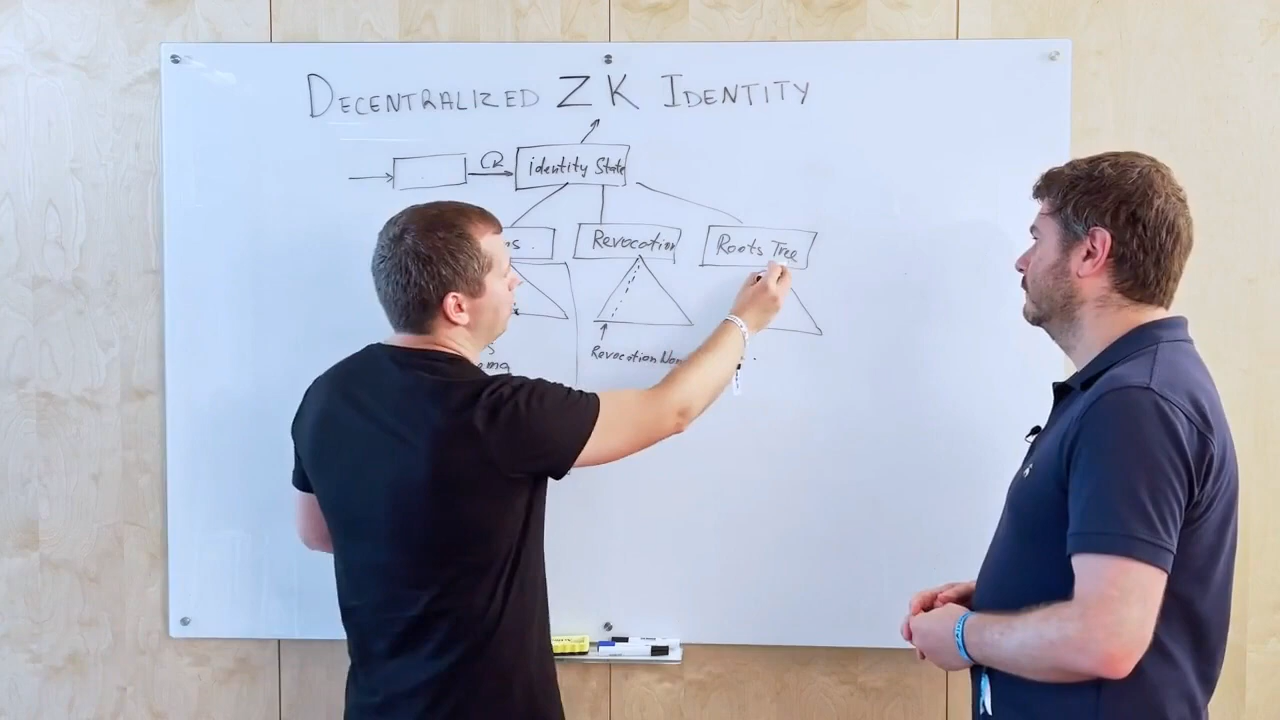 DECENTRALIZED ZK IDENTITY
identity State
Revocation
Roots Tree
Revocation